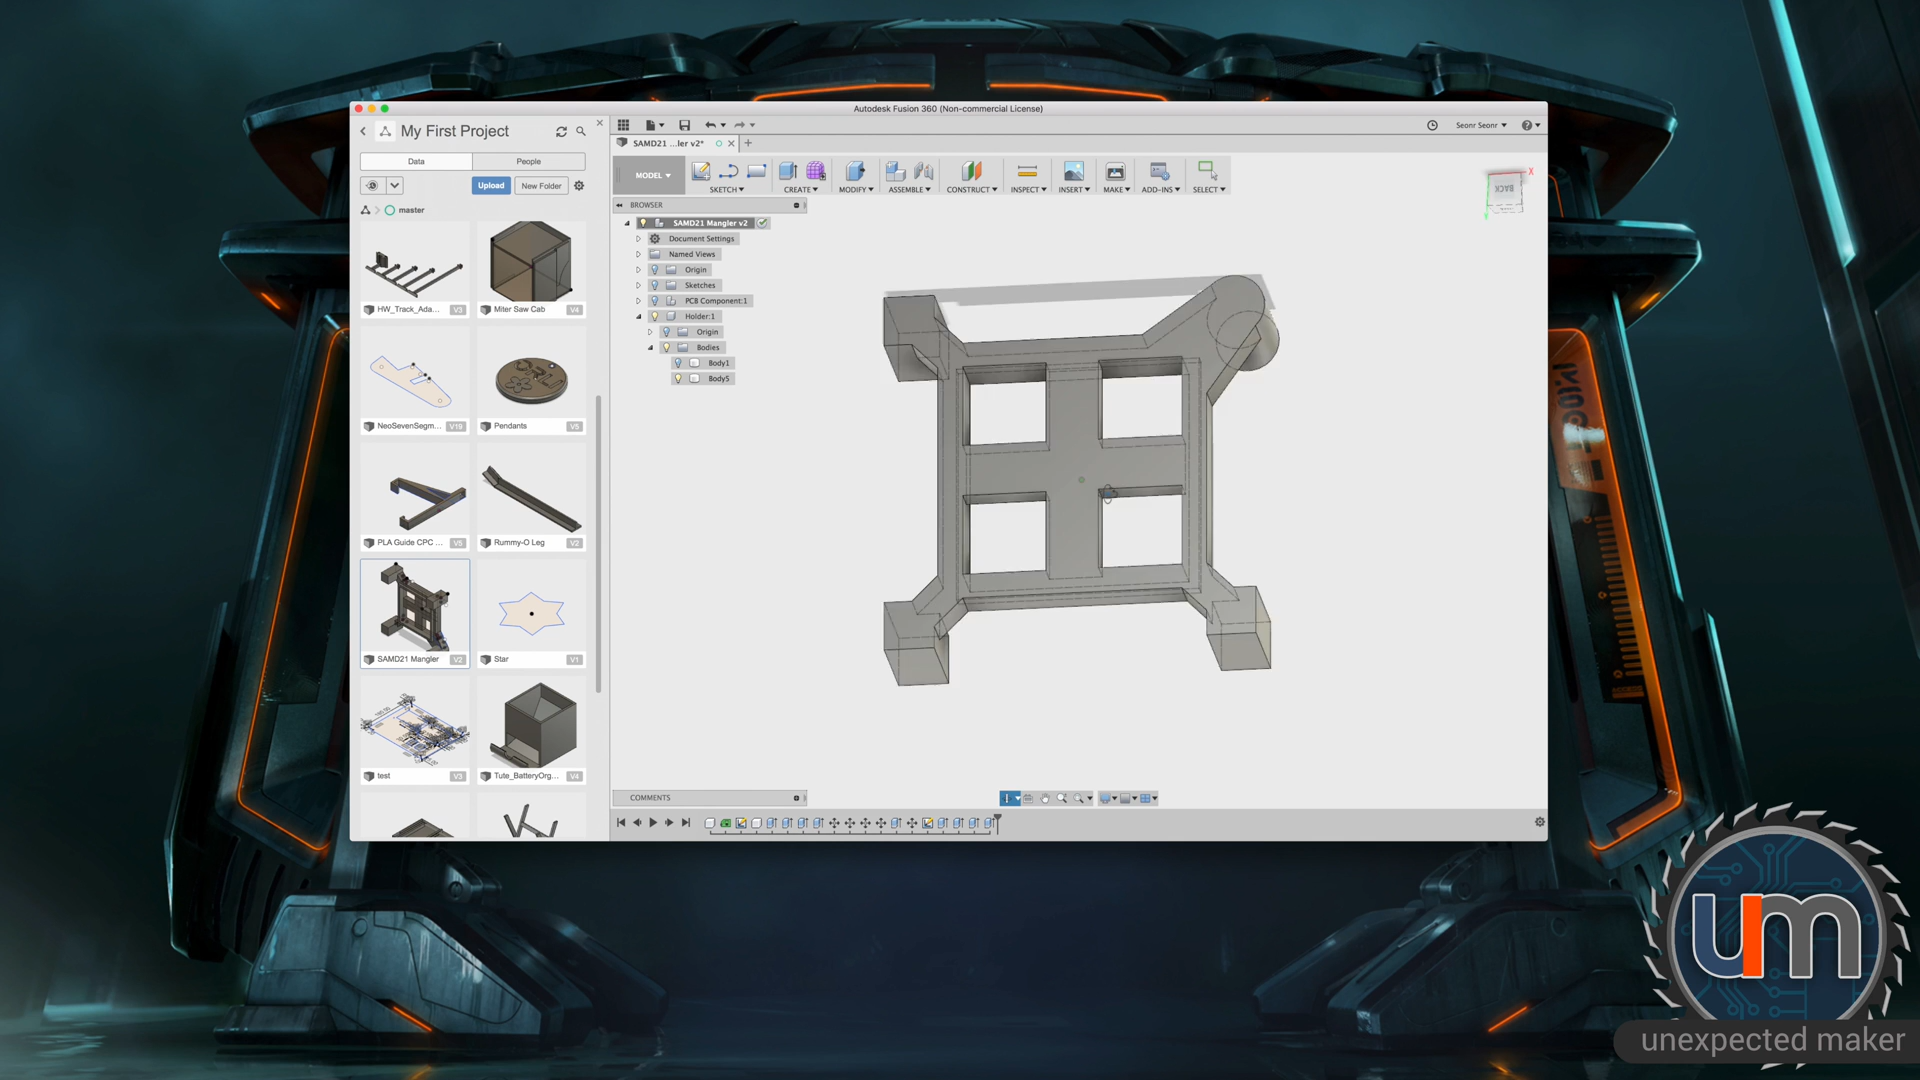 Autodesk Fusion 360 (Non-commercial License)
My First Project
Data
People
Upload
New Folder
master
HW_Track_Ada...
V3
Miter Saw Cab
V4
NeoSevenSegm...
V19
Pendants
V5
PLA Guide CPC ...
V5
Rummy-O Leg
V2
SAMD21 Mangler
V2
Star
V1
test
V3
Tute_BatteryOrg...
V4
SAMD21 ...ler v2*
Seonr Seonr
MODEL
SKETCH
CREATE
MODIFY
ASSEMBLE
CONSTRUCT
INSPECT
INSERT
MAKE
ADD-INS
SELECT
BROWSER
SAMD21 Mangler v2
Document Settings
Named Views
Origin
Sketches
PCB Component:1
Holder:1
Origin
Bodies
Body1
Body5
X
BACK
COMMENTS
um
unexpected maker